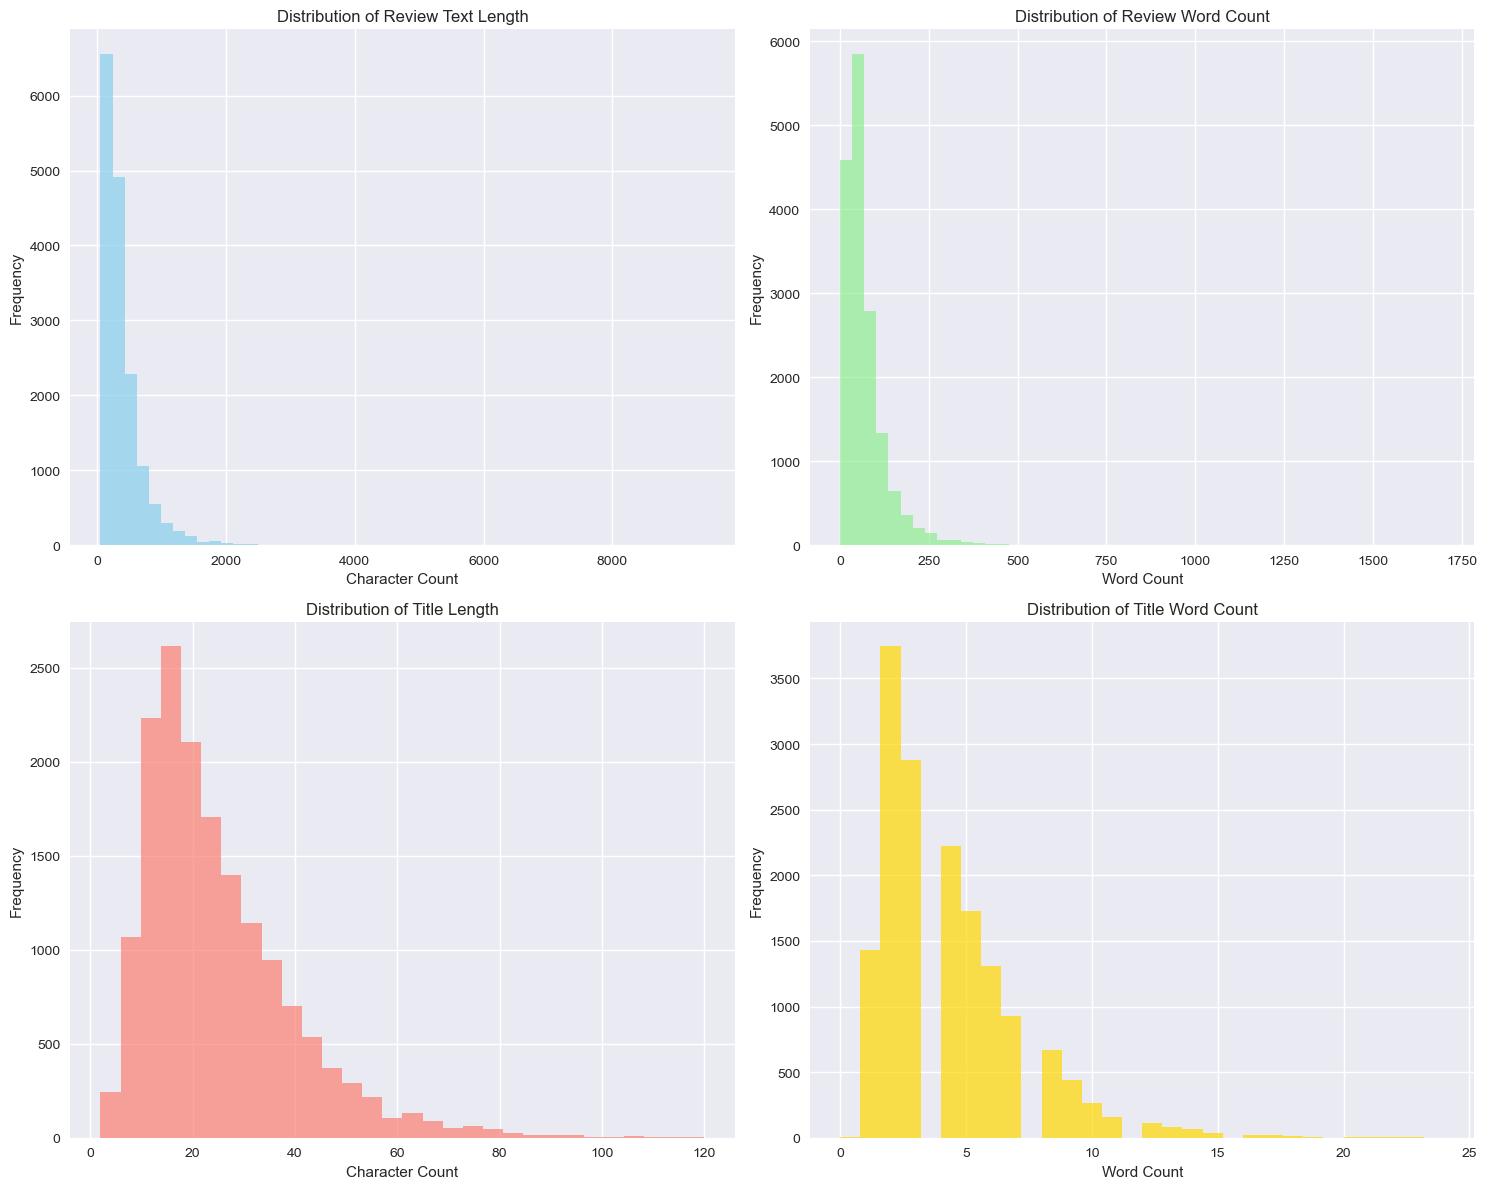 Distribution of Review Text Length
6000
5000
4000
3000
2000
1000
0
Frequency
0 2000 4000 6000 8000
Character Count
Distribution of Review Word Count
6000
5000
4000
3000
2000
1000
0
Frequency
0 250 500 750 1000 1250 1500 1750
Word Count
Distribution of Title Length
2500
2000
1500
1000
500
0
Frequency
0 20 40 60 80 100 120
Character Count
Distribution of Title Word Count
3500
3000
2500
2000
1500
1000
500
0
Frequency
0 5 10 15 20 25
Word Count